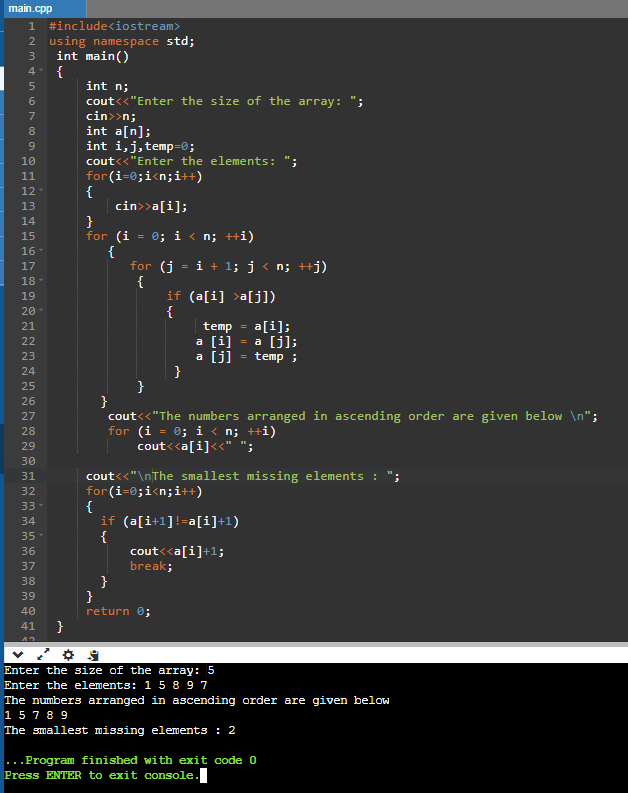 main.cpp
1 #include<iostream>
2 using namespace std;
3 int main()
4 {
5 int n;
6 cout<<"Enter the size of the array: ";
7 cin>>n;
8 int a[n];
9 int i,j,temp=0;
10 cout<<"Enter the elements: ";
11 for(i=0;i<n;i++)
12 {
13 cin>>a[i];
14 }
15 for (i = 0; i < n; ++i)
16 {
17 for (j = i + 1; j < n; ++j)
18 {
19 if (a[i] >a[j])
20 {
21 temp = a[i];
22 a [i] = a [j];
23 a [j] = temp ;
24 }
25 }
26 }
27 cout<<"The numbers arranged in ascending order are given below \n";
28 for (i = 0; i < n; ++i)
29 cout<<a[i]<<" ";
30
31 cout<<"\nThe smallest missing elements : ";
32 for(i=0;i<n;i++)
33 {
34 if (a[i+1]!=a[i]+1)
35 {
36 cout<<a[i]+1;
37 break;
38 }
39 }
40 return 0;
41 }
42
Enter the size of the array: 5
Enter the elements: 1 5 8 9 7
The numbers arranged in ascending order are given below
1 5 7 8 9
The smallest missing elements : 2
...Program finished with exit code 0
Press ENTER to exit console.